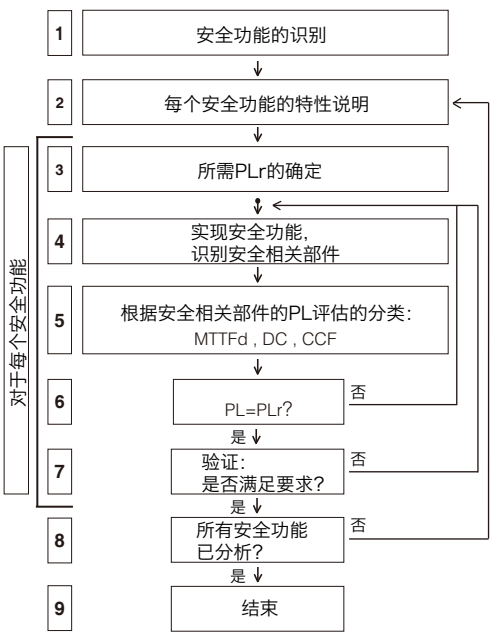 1
安全功能的识别
2
每个安全功能的特性说明
对于每个安全功能
3
所需PLr的确定
4
实现安全功能,
识别安全相关部件
5
根据安全相关部件的PL评估的分类:
MTTFd , DC , CCF
6
PL=PLr?
否
是
7
验证:
是否满足要求?
否
是
8
所有安全功能
已分析?
否
是
9
结束